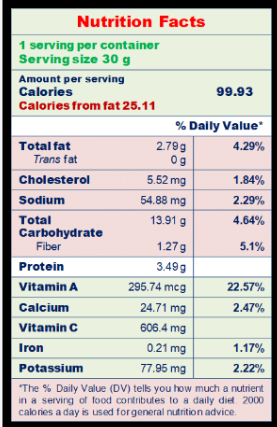 Nutrition Facts
1 serving per container
Serving size 30 g
Amount per serving
Calories 99.93
Calories from fat 25.11
% Daily Value*
Total fat 2.79 g 4.29%
Trans fat 0 g
Cholesterol 5.52 mg 1.84%
Sodium 54.88 mg 2.29%
Total Carbohydrate 13.91 g 4.64%
Fiber 1.27 g 5.1%
Protein 3.49 g
Vitamin A 295.74 mcg 22.57%
Calcium 24.71 mg 2.47%
Vitamin C 606.4 mg
Iron 0.21 mg 1.17%
Potassium 77.95 mg 2.22%
*The % Daily Value (DV) tells you how much a nutrient
in a serving of food contributes to a daily diet. 2000
calories a day is used for general nutrition advice.